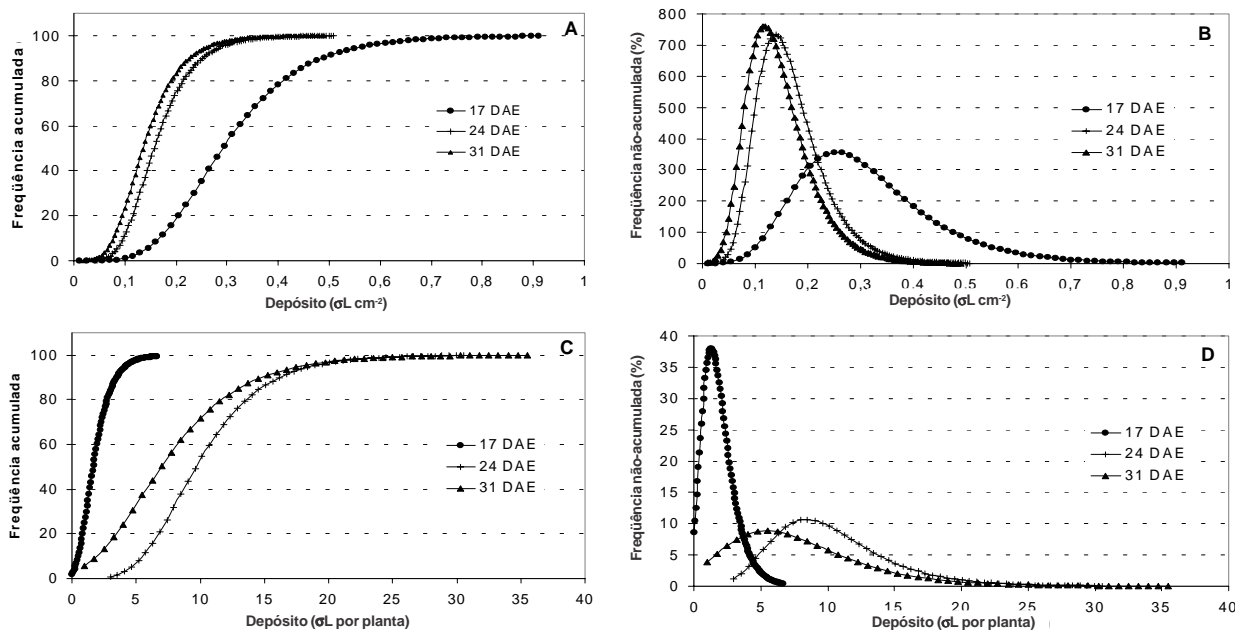 A
Freqüência acumulada
100
80
60
40
20
0
17 DAE
24 DAE
31 DAE
0 0,1 0,2 0,3 0,4 0,5 0,6 0,7 0,8 0,9 1
Depósito (σL cm-2)
B
Freqüência não-acumulada (%)
800
700
600
500
400
300
200
100
0
17 DAE
24 DAE
31 DAE
0 0,1 0,2 0,3 0,4 0,5 0,6 0,7 0,8 0,9 1
Depósito (σL cm-2)
C
Freqüência acumulada
100
80
60
40
20
0
17 DAE
24 DAE
31 DAE
0 5 10 15 20 25 30 35 40
Depósito (σL por planta)
D
Freqüência não-acumulada (%)
40
35
30
25
20
15
10
5
0
17 DAE
24 DAE
31 DAE
0 5 10 15 20 25 30 35 40
Depósito (σL por planta)